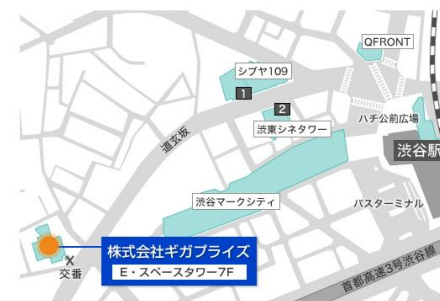 QFRONT
シブヤ109
1
2
ハチ公前広場
渋東シネタワー
道玄坂
渋谷駅
渋谷マークシティ
バスターミナル
株式会社ギガプライズ
E・スペースタワー7F
交番
首都高速3号渋谷線